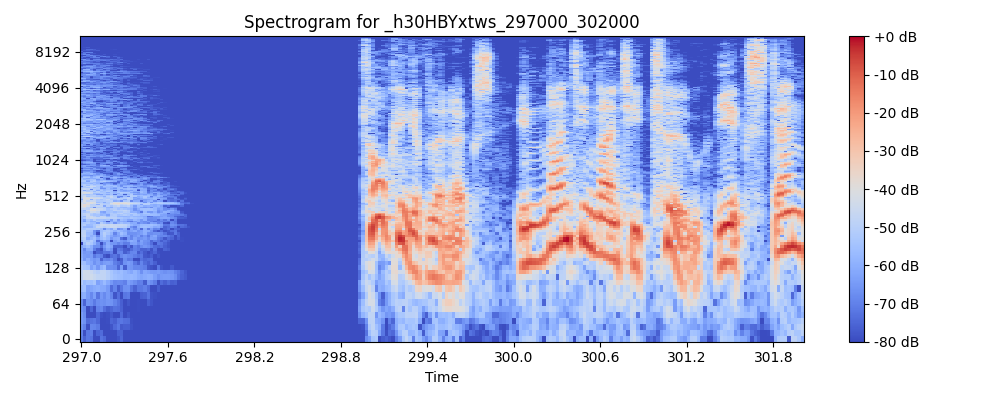 Spectrogram for _h30HBYxtws_297000_302000
8192
4096
2048
1024
512
256
128
64
0
Hz
297.0 297.6 298.2 298.8 299.4 300.0 300.6 301.2 301.8
Time
+0 dB
-10 dB
-20 dB
-30 dB
-40 dB
-50 dB
-60 dB
-70 dB
-80 dB